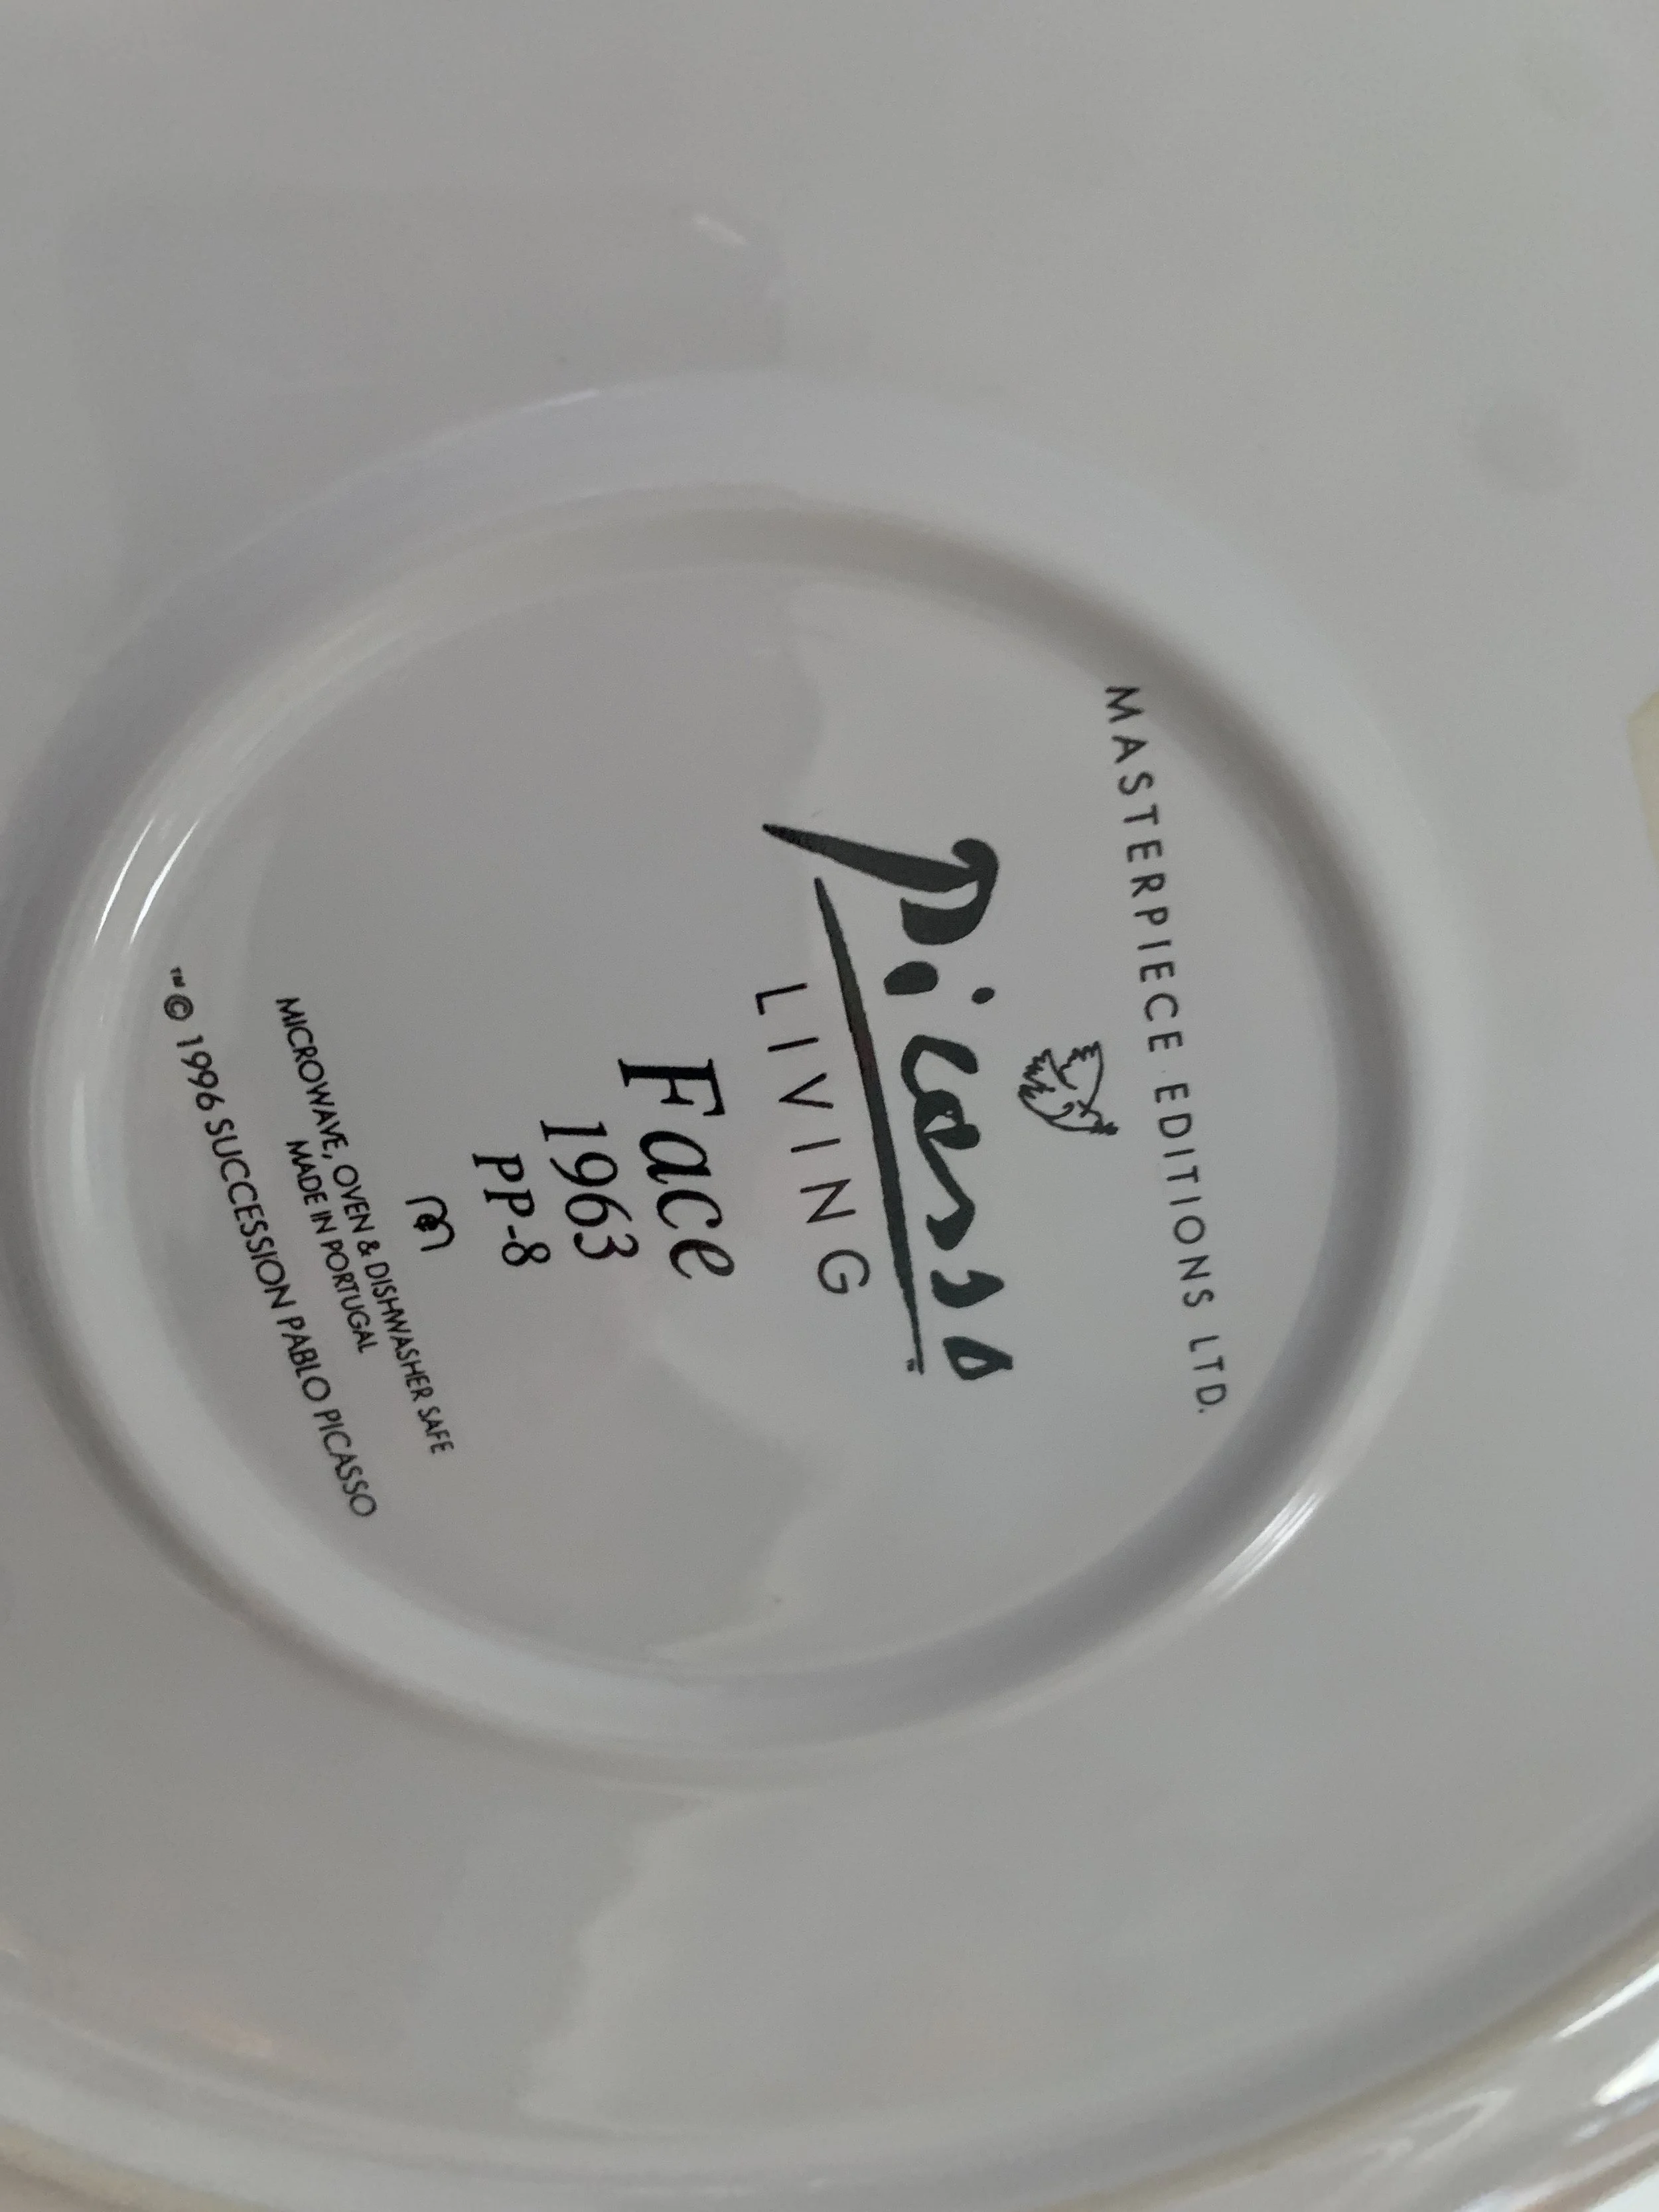 MASTERPIECE EDITIONS LTD.
Picasso
LIVING
Face
1963
PP-8
MICROWAVE, OVEN & DISHWASHER SAFE
MADE IN PORTUGAL
™ © 1996 SUCCESSION PABLO PICASSO